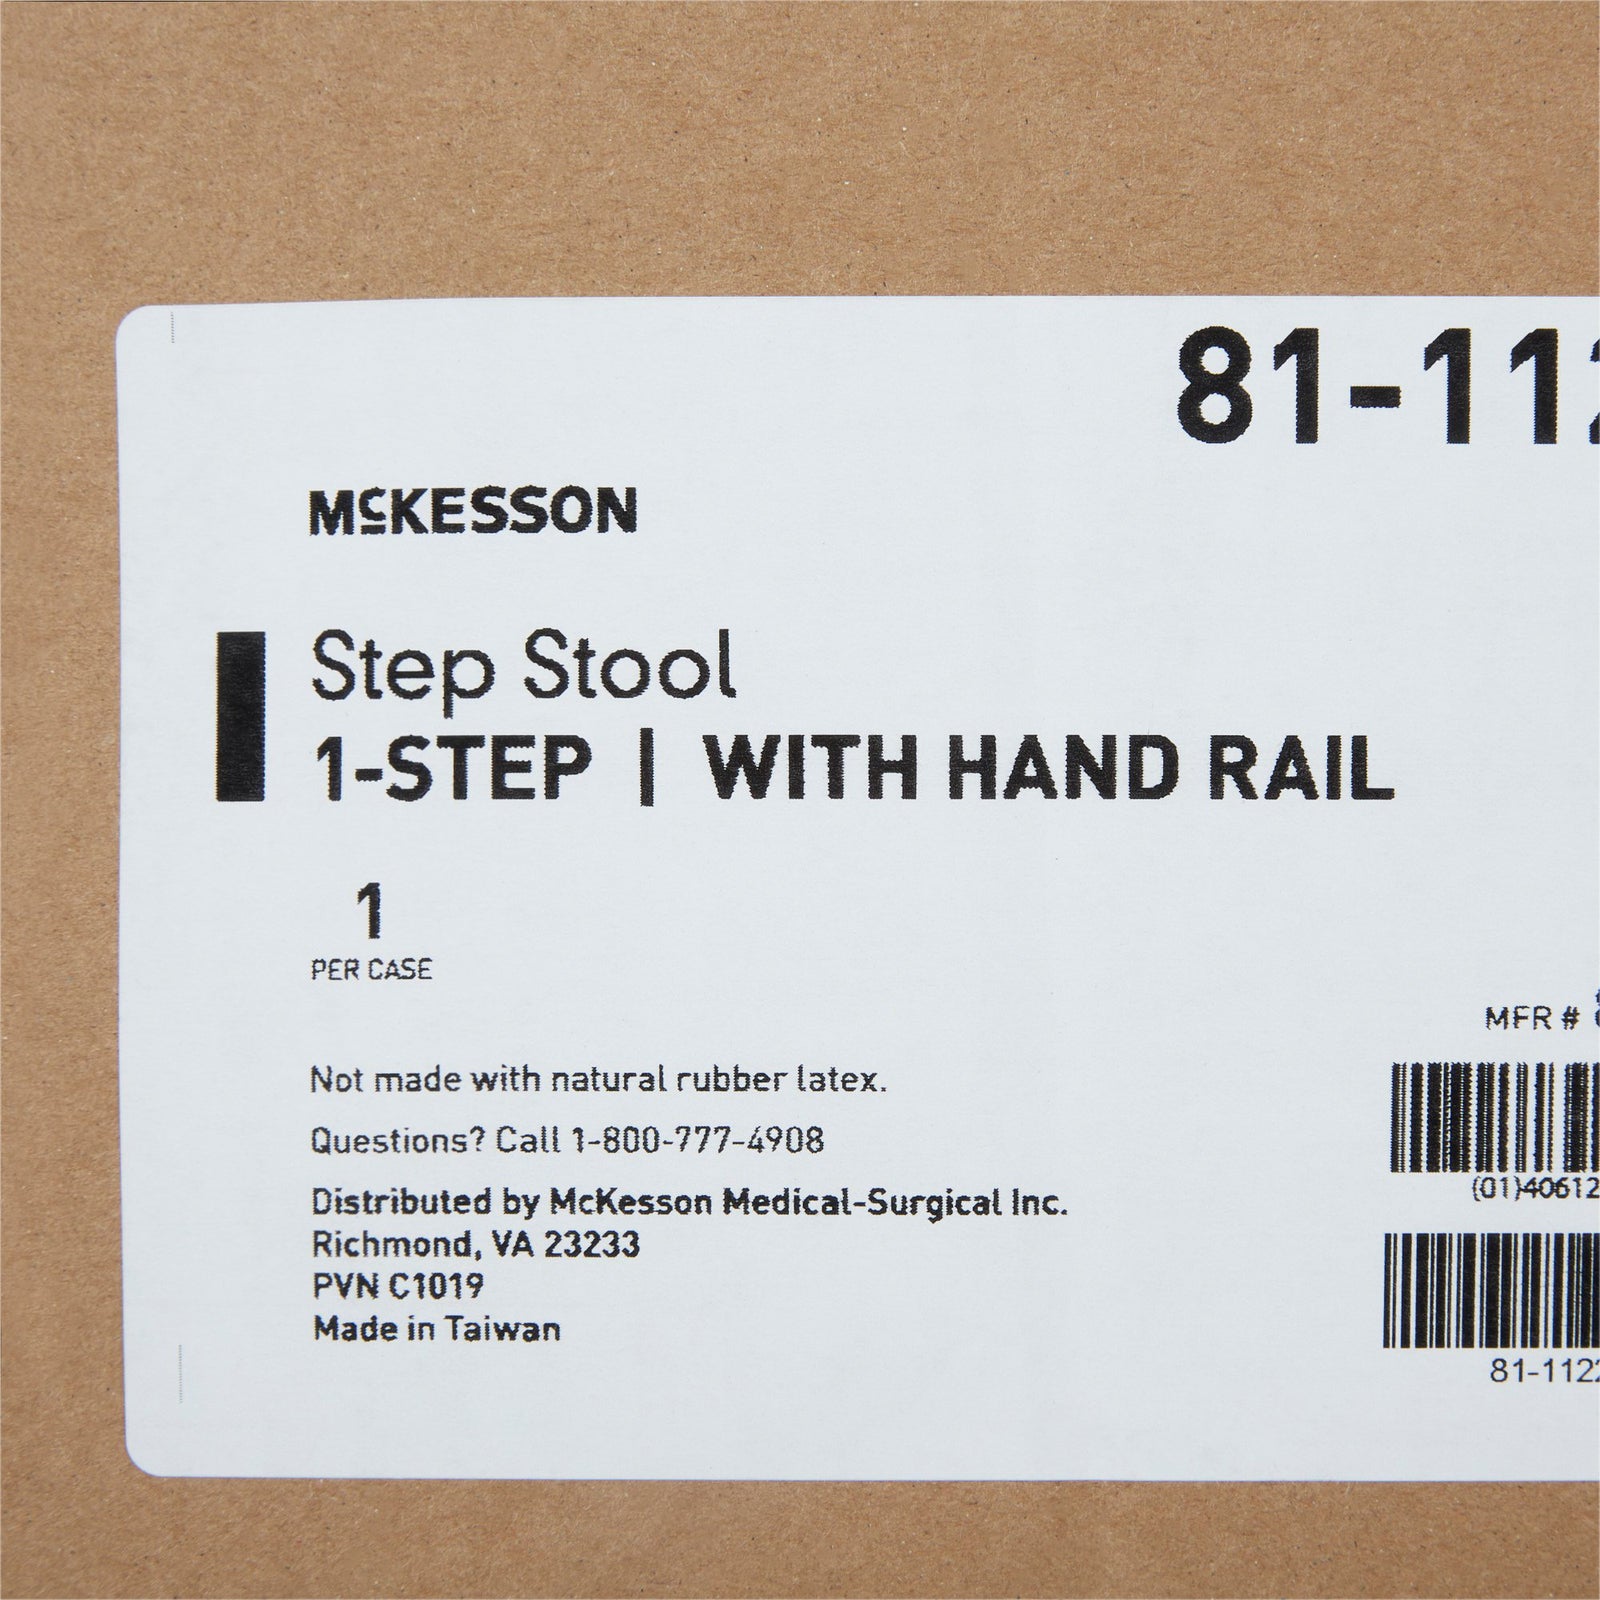 81-112
McKESSON
Step Stool
1-STEP | WITH HAND RAIL
1
PER CASE
MFR #
Not made with natural rubber latex.
Questions? Call 1-800-777-4908
(01)40612
Distributed by McKesson Medical-Surgical Inc.
Richmond, VA 23233
PVN C1019
Made in Taiwan
81-1122